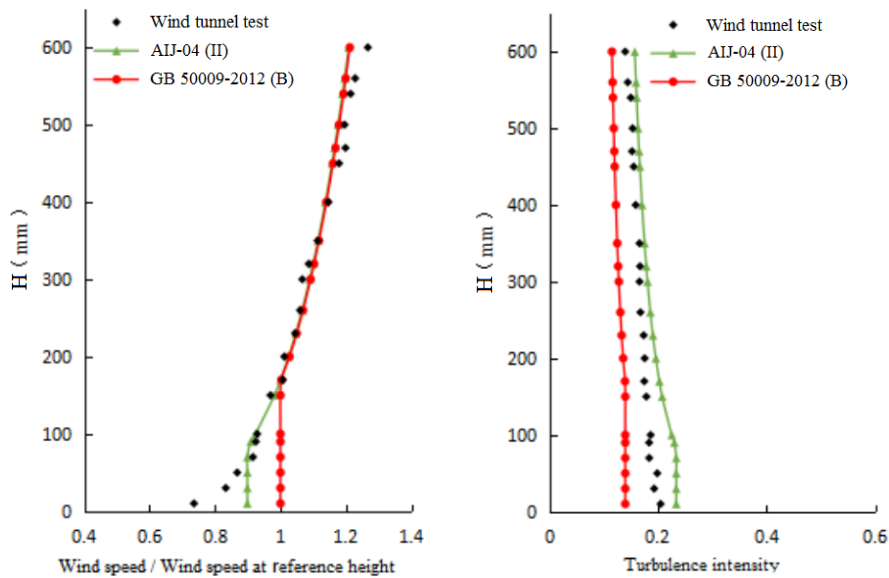 Wind tunnel test
AIJ-04 (II)
GB 50009-2012 (B)
600
500
400
300
200
100
0
H ( mm )
0.4
0.6
0.8
1
1.2
1.4
Wind speed / Wind speed at reference height
Wind tunnel test
AIJ-04 (II)
GB 50009-2012 (B)
600
500
400
300
200
100
0
H ( mm )
0
0.2
0.4
0.6
Turbulence intensity